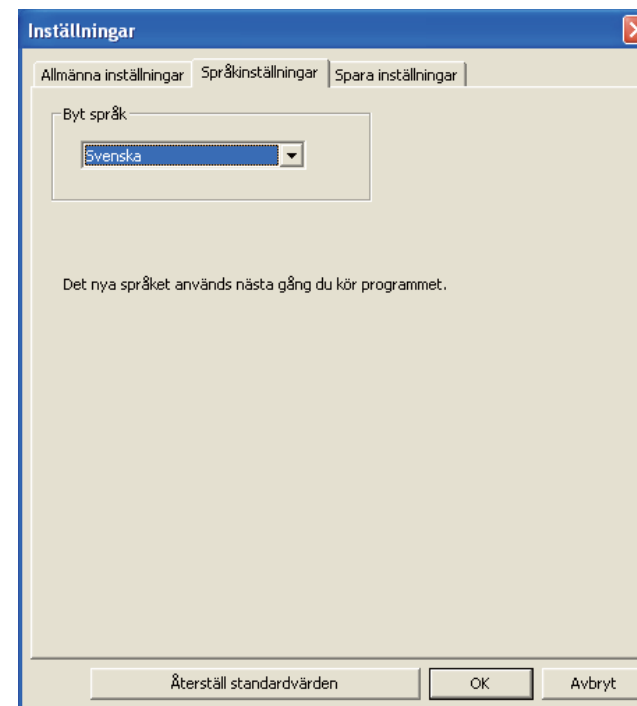 Inställningar
Allmänna inställningar Språkinställningar Spara inställningar
Byt språk
Svenska
Det nya språket används nästa gång du kör programmet.
Återställ standardvärden OK Avbryt